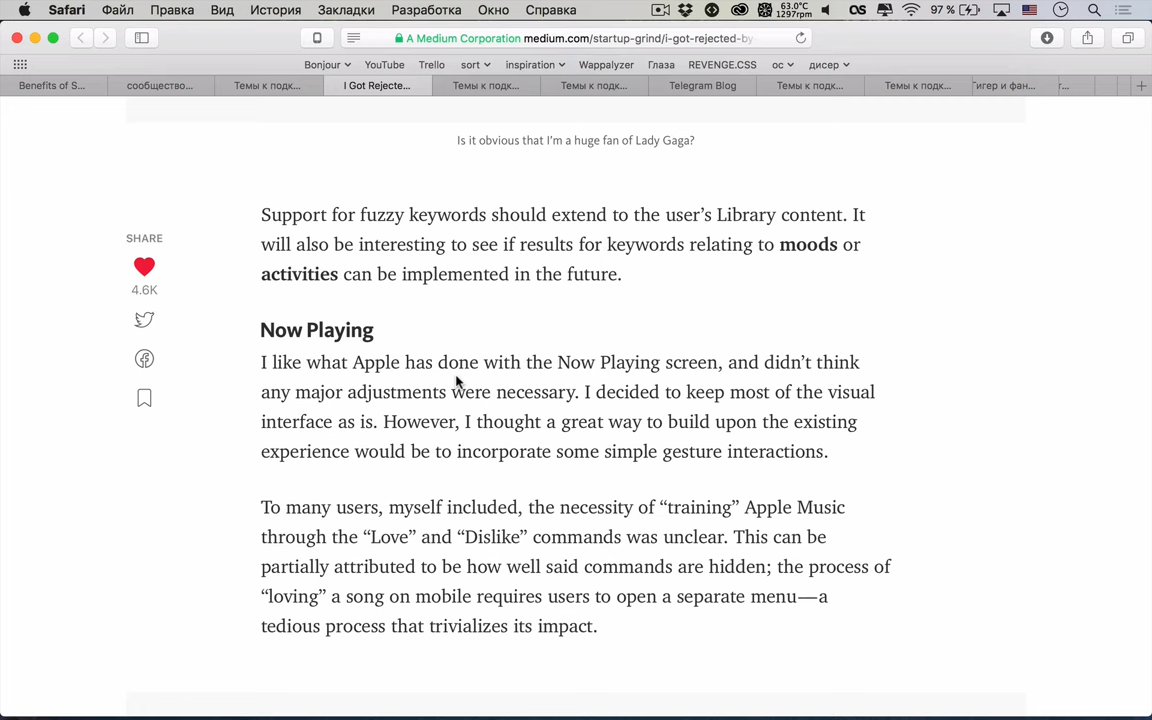 Safari Файл Правка Вид История Закладки Разработка Окно Справка 63.0°C 1297rpm 97 %
A Medium Corporation medium.com/startup-grind/i-got-rejected-by-
Bonjour YouTube Trello sort inspiration Wappalyzer Глаза REVENGE.CSS ос дисер
Benefits of S... сообщество... Темы к подк... I Got Rejecte... Темы к подк... Темы к подк... Telegram Blog Темы к подк... Темы к подк... Гигер и фан...
Is it obvious that I'm a huge fan of Lady Gaga?
Support for fuzzy keywords should extend to the user’s Library content. It
will also be interesting to see if results for keywords relating to moods or
activities can be implemented in the future.
SHARE
4.6K
Now Playing
I like what Apple has done with the Now Playing screen, and didn’t think
any major adjustments were necessary. I decided to keep most of the visual
interface as is. However, I thought a great way to build upon the existing
experience would be to incorporate some simple gesture interactions.
To many users, myself included, the necessity of “training” Apple Music
through the “Love” and “Dislike” commands was unclear. This can be
partially attributed to be how well said commands are hidden; the process of
“loving” a song on mobile requires users to open a separate menu — a
tedious process that trivializes its impact.